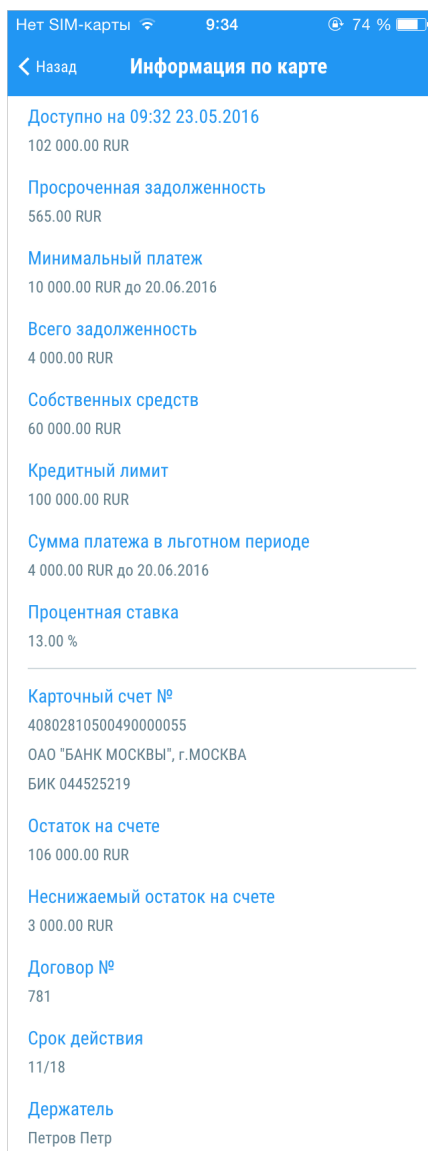 Нет SIM-карты 9:34 74 %
Назад Информация по карте
Доступно на 09:32 23.05.2016
102 000.00 RUR
Просроченная задолженность
565.00 RUR
Минимальный платеж
10 000.00 RUR до 20.06.2016
Всего задолженность
4 000.00 RUR
Собственных средств
60 000.00 RUR
Кредитный лимит
100 000.00 RUR
Сумма платежа в льготном периоде
4 000.00 RUR до 20.06.2016
Процентная ставка
13.00 %
Карточный счет №
40802810500490000055
ОАО "БАНК МОСКВЫ", г.МОСКВА
БИК 044525219
Остаток на счете
106 000.00 RUR
Неснижаемый остаток на счете
3 000.00 RUR
Договор №
781
Срок действия
11/18
Держатель
Петров Петр